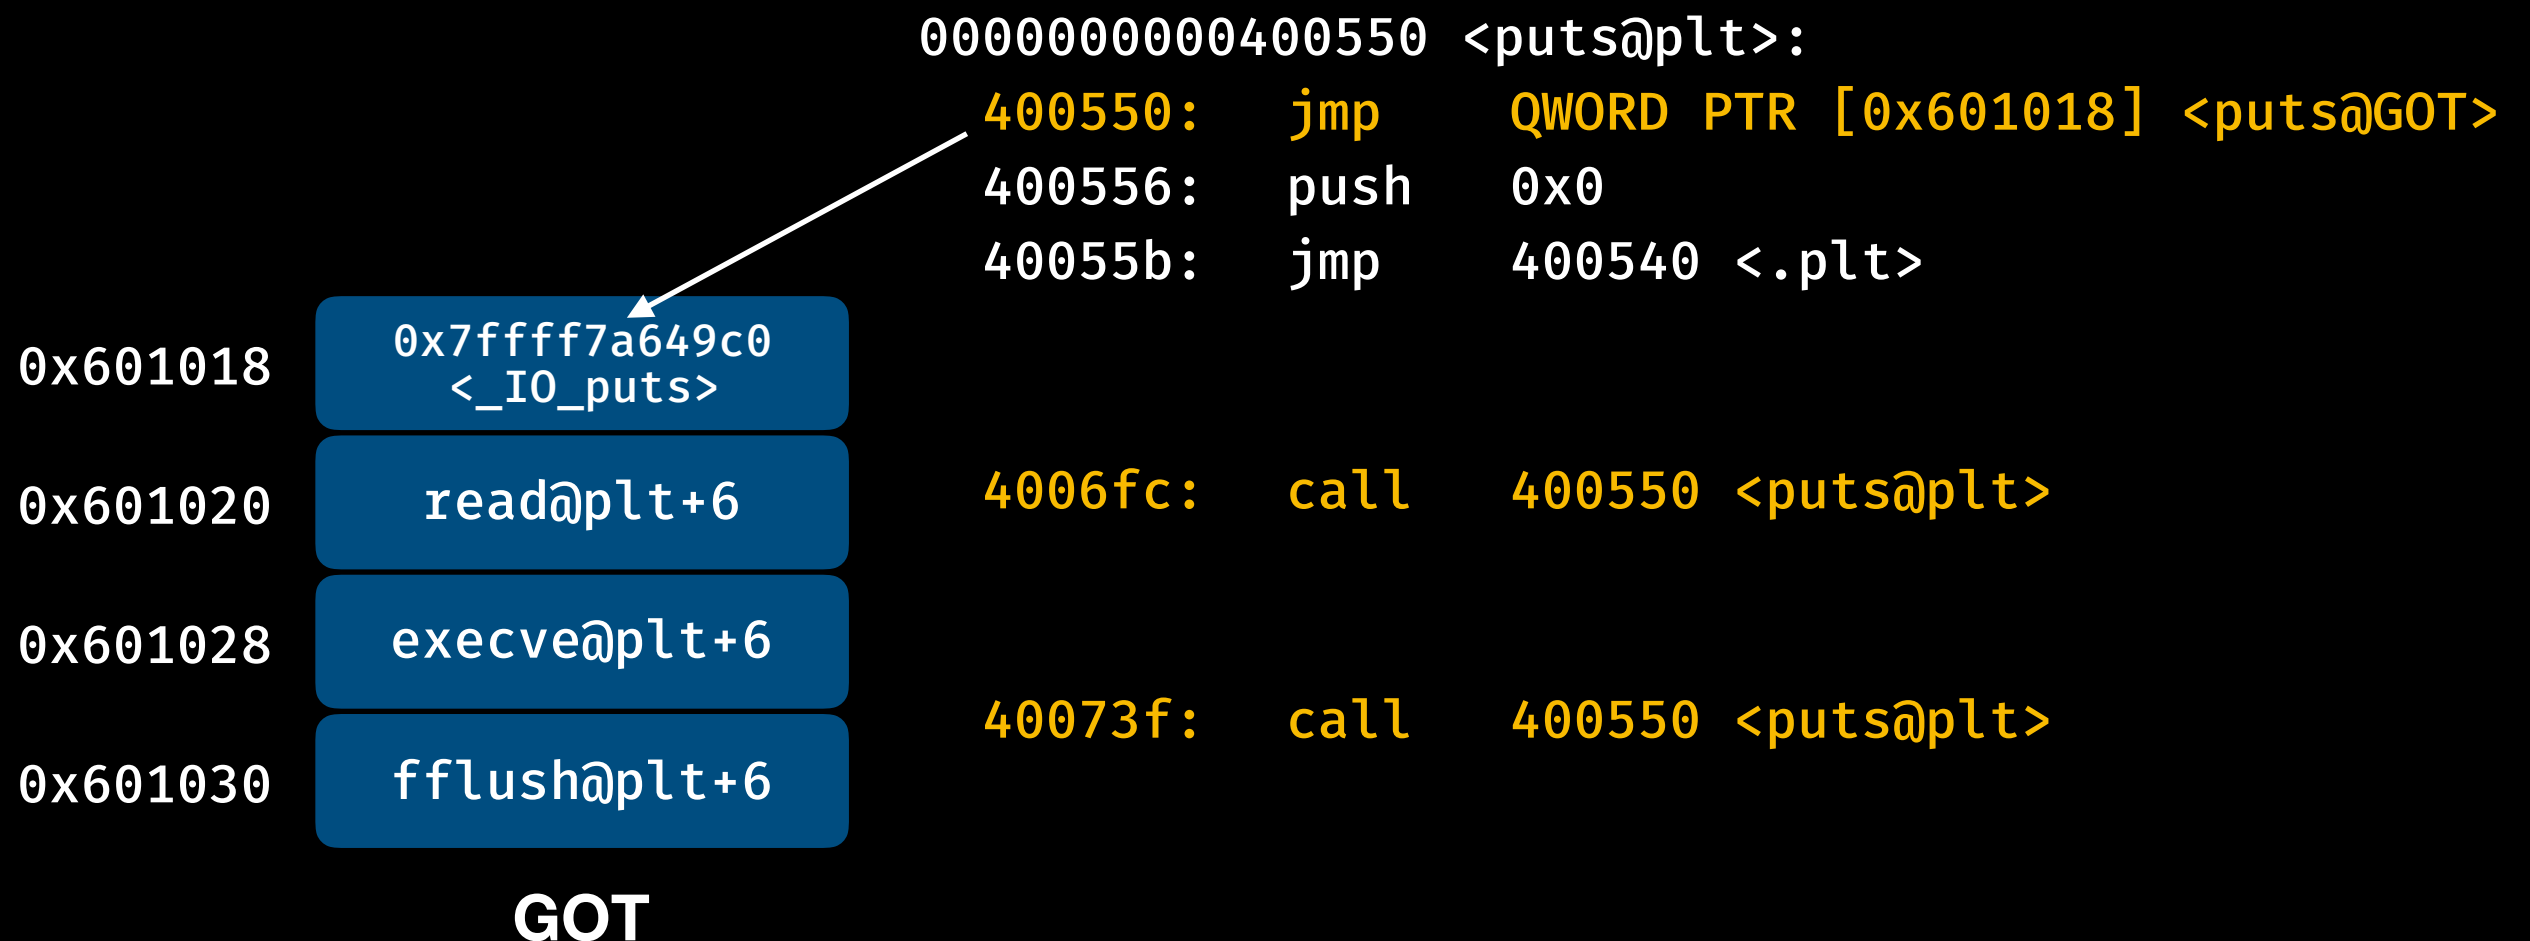 0000000000400550 <puts@plt>:
400550: jmp QWORD PTR [0x601018] <puts@GOT>
400556: push 0x0
40055b: jmp 400540 <.plt>
0x601018
0x7ffff7a649c0
<_IO_puts>
0x601020 read@plt+6
0x601028 execve@plt+6
0x601030 fflush@plt+6
GOT
4006fc: call 400550 <puts@plt>
40073f: call 400550 <puts@plt>